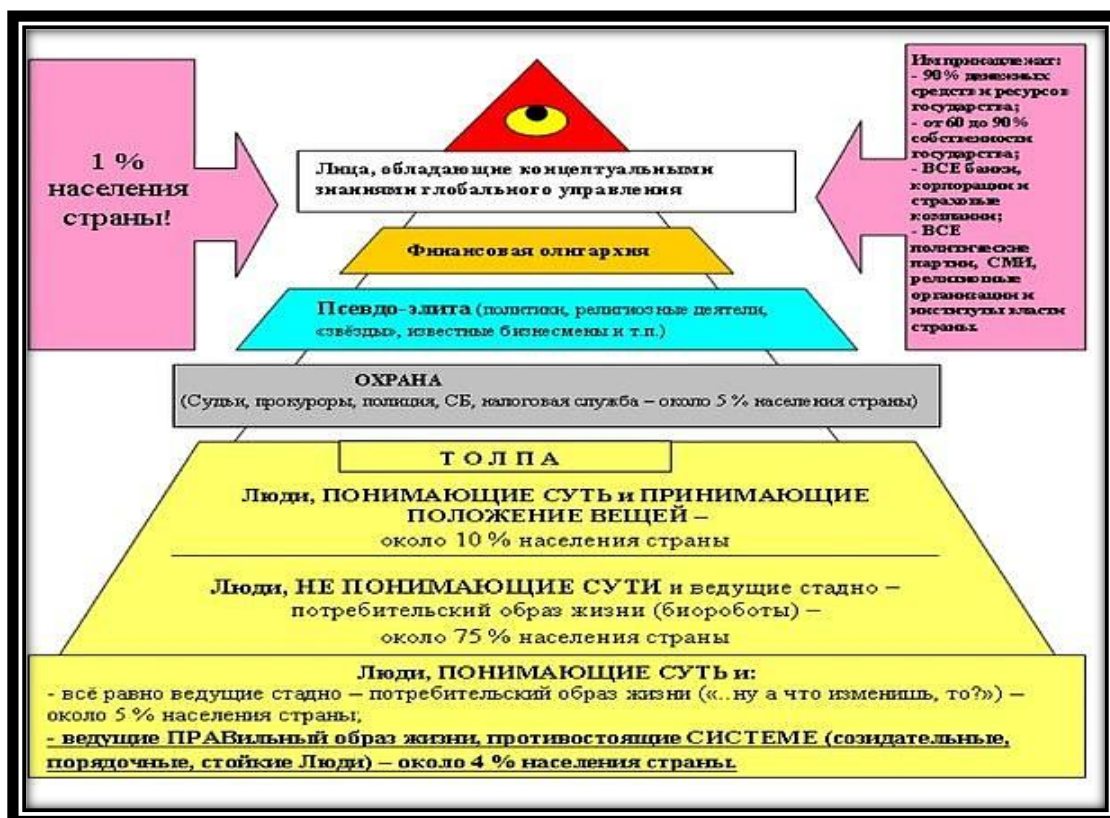 1 %
населения
страны!
Им принадлежат:
- 90% денежных
средств и ресурсов
государства;
- от 60 до 90%
собственности
государства;
- ВСЕ банки,
корпорации и
страховые
компании;
- ВСЕ
политические
партии, СМИ,
религиозные
организации и
институты власти
страны.
Лица, обладающие концептуальными
знаниями глобального управления
Финансовая олигархия
Псевдо-элита (политики, религиозные деятели,
«звёзды», известные бизнесмены и т.п.)
ОХРАНА
(Судьи, прокуроры, полиция, СБ, налоговая служба – около 5 % населения страны)
Т О Л П А
Люди, ПОНИМАЮЩИЕ СУТЬ и ПРИНИМАЮЩИЕ
ПОЛОЖЕНИЕ ВЕЩЕЙ –
около 10 % населения страны
Люди, НЕ ПОНИМАЮЩИЕ СУТИ и ведущие стадно –
потребительский образ жизни (биороботы) –
около 75 % населения страны
Люди, ПОНИМАЮЩИЕ СУТЬ и:
- всё равно ведущие стадно – потребительский образ жизни («..ну а что изменишь, то?») –
около 5 % населения страны;
- ведущие ПРАВильный образ жизни, противостоящие СИСТЕМЕ (созидательные,
порядочные, стойкие Люди) – около 4 % населения страны.